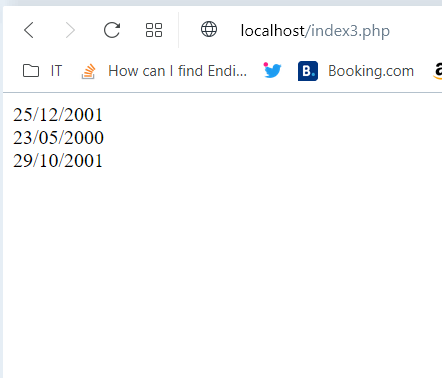 localhost/index3.php
IT How can I find Endi... B. Booking.com a
25/12/2001
23/05/2000
29/10/2001